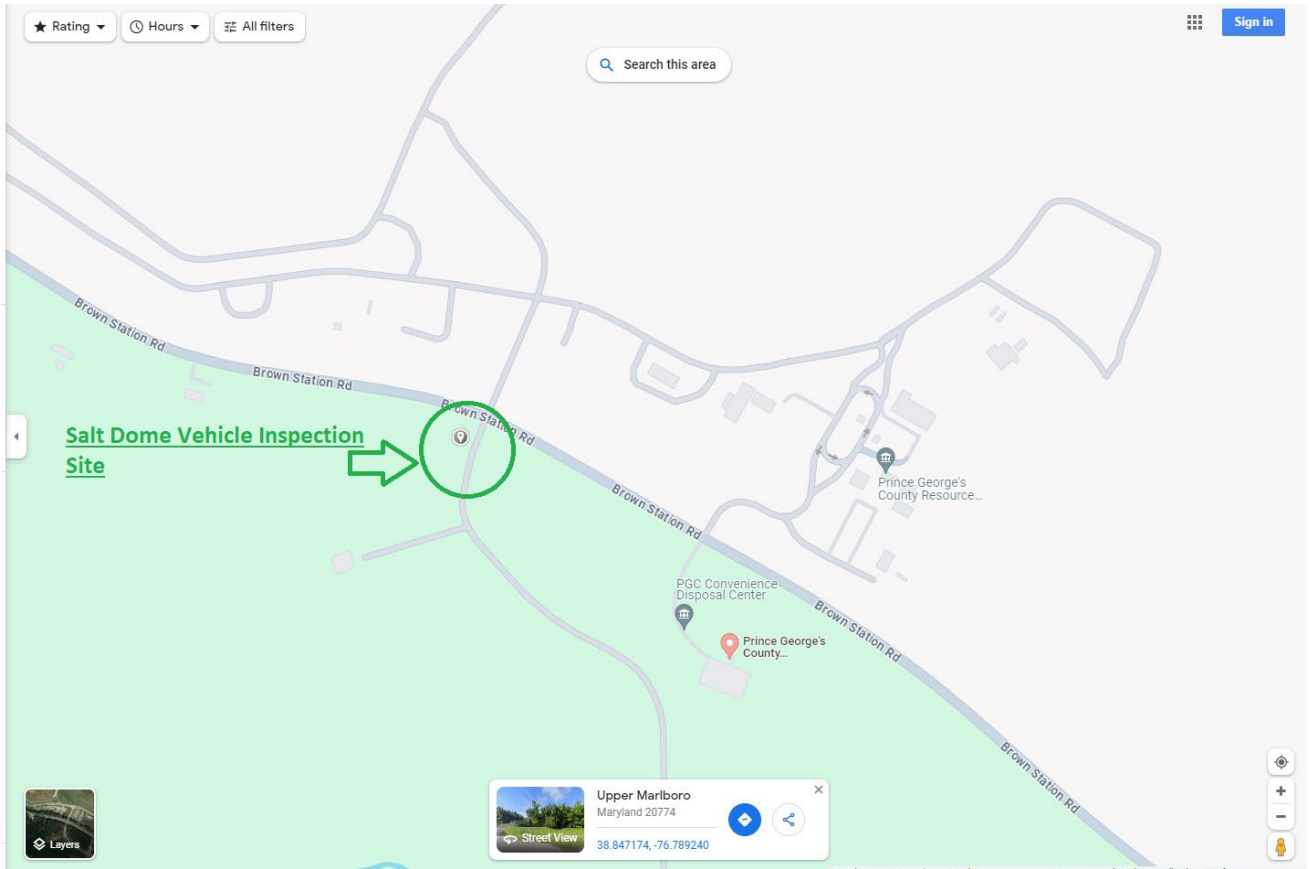 Rating
Hours
All filters
Sign in
Search this area
Brown Station Rd
Brown Station Rd
Brown Station Rd
Salt Dome Vehicle Inspection
Site
Prince George's
County Resource...
Brown Station Rd
PGC Convenience
Disposal Center
Brown Station Rd
Prince George's
County...
Brown Station Rd
Layers
Street View
Upper Marlboro
Maryland 20774
38.847174, -76.789240